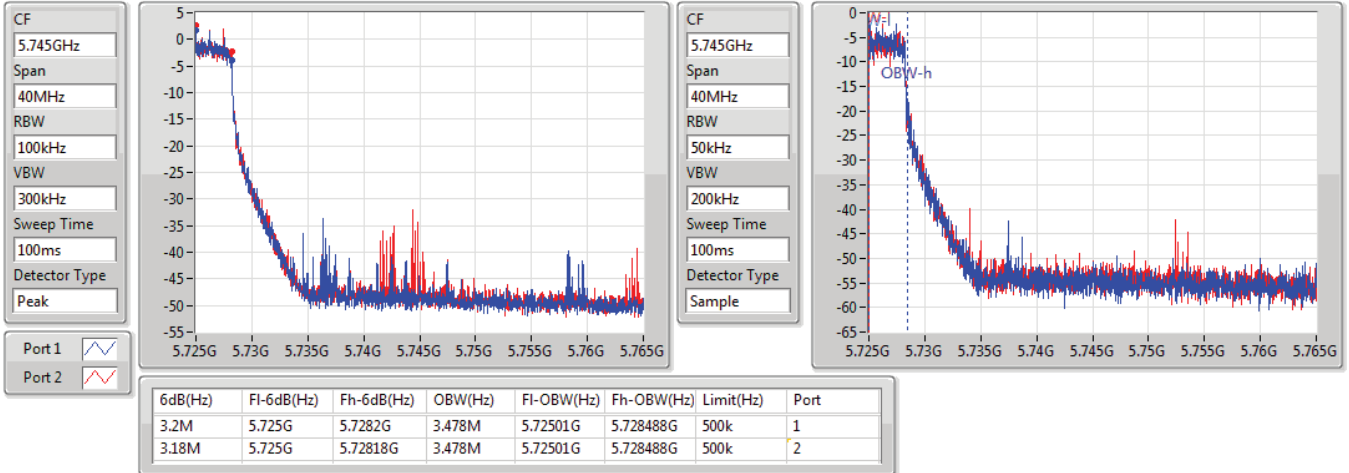 CF
5.745GHz
Span
40MHz
RBW
100kHz
VBW
300kHz
Sweep Time
100ms
Detector Type
Peak
Port 1
Port 2
5
0
-5
-10
-15
-20
-25
-30
-35
-40
-45
-50
-55
5.725G 5.73G 5.735G 5.74G 5.745G 5.75G 5.755G 5.76G 5.765G
CF
5.745GHz
Span
40MHz
RBW
50kHz
VBW
200kHz
Sweep Time
100ms
Detector Type
Sample
0
-5
-10
-15
-20
-25
-30
-35
-40
-45
-50
-55
-60
-65
OBW-h
5.725G 5.73G 5.735G 5.74G 5.745G 5.75G 5.755G 5.76G 5.765G
6dB(Hz) Fl-6dB(Hz) Fh-6dB(Hz) OBW(Hz) Fl-OBW(Hz) Fh-OBW(Hz) Limit(Hz) Port
3.2M 5.725G 5.7282G 3.478M 5.72501G 5.728488G 500k 1
3.18M 5.725G 5.72818G 3.478M 5.72501G 5.728488G 500k 2